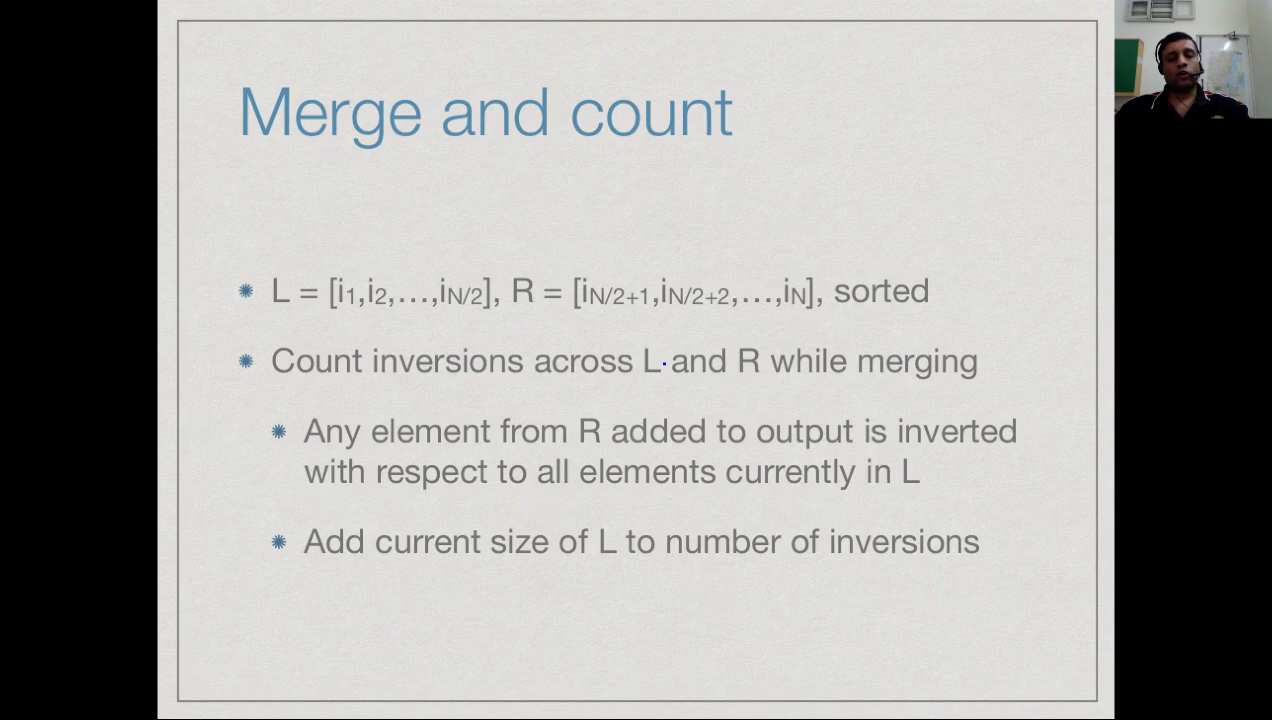 Merge and count
L = [i1,i2,…,iN/2], R = [iN/2+1,iN/2+2,…,iN], sorted
Count inversions across L and R while merging
Any element from R added to output is inverted
with respect to all elements currently in L
Add current size of L to number of inversions